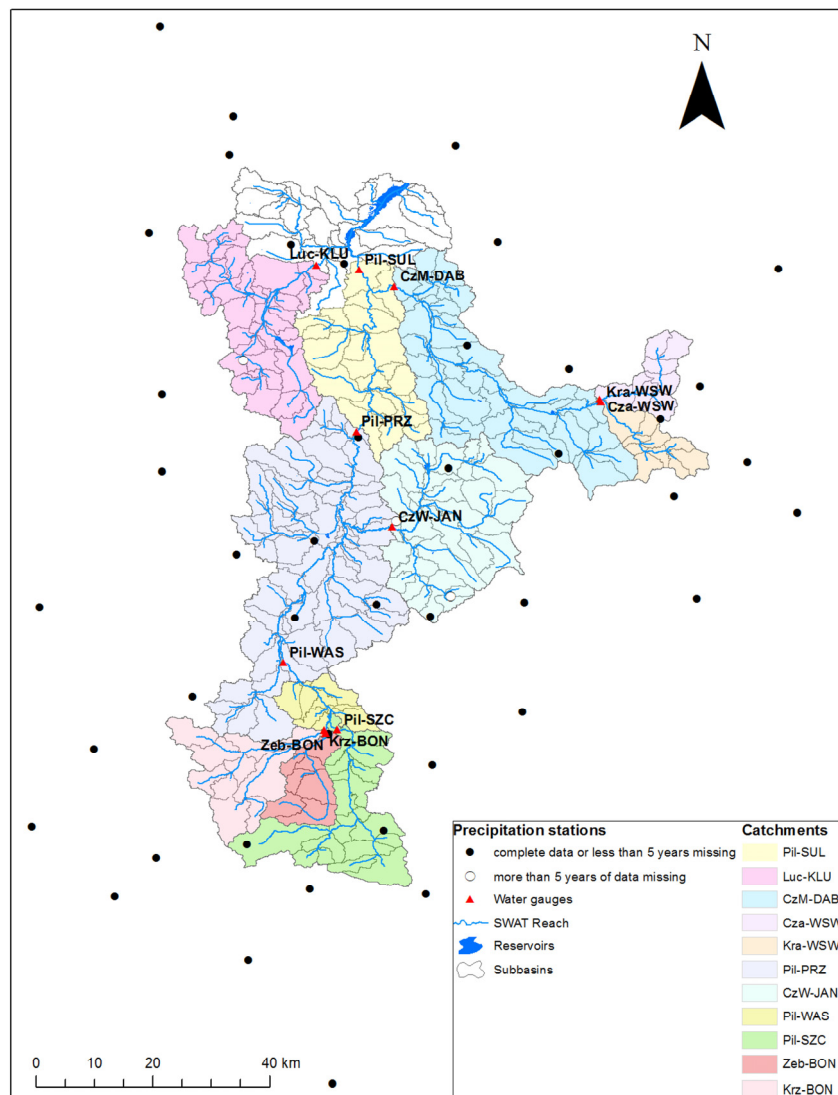 N
Luc-KLU
Pil-SUL
CzM-DAB
Kra-WSW
Cza-WSW
Pil-PRZ
CzW-JAN
Pil-WAS
Pil-SZC
Zeb-BON
Krz-BON
Precipitation stations
complete data or less than 5 years missing
more than 5 years of data missing
Water gauges
SWAT Reach
Reservoirs
Subbasins
Catchments
Pil-SUL
Luc-KLU
CzM-DAB
Cza-WSW
Kra-WSW
Pil-PRZ
CzW-JAN
Pil-WAS
Pil-SZC
Zeb-BON
Krz-BON
0 10 20 40 km